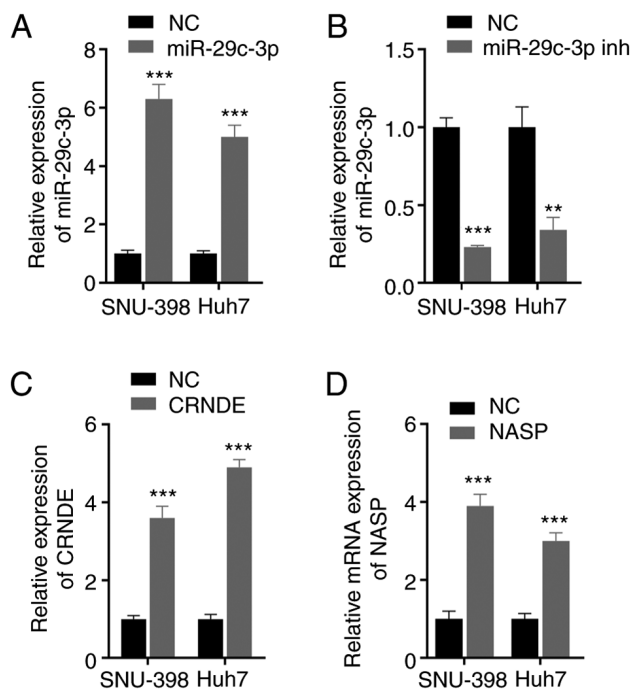 A
NC
miR-29c-3p
Relative expression
of miR-29c-3p
8
6
4
2
0
***
***
SNU-398 Huh7
B
NC
miR-29c-3p inh
Relative expression
of miR-29c-3p
1.5
1.0
0.5
0.0
***
**
SNU-398 Huh7
C
NC
CRNDE
Relative expression
of CRNDE
6
4
2
0
***
***
SNU-398 Huh7
D
NC
NASP
Relative mRNA expression
of NASP
6
4
2
0
***
***
SNU-398 Huh7